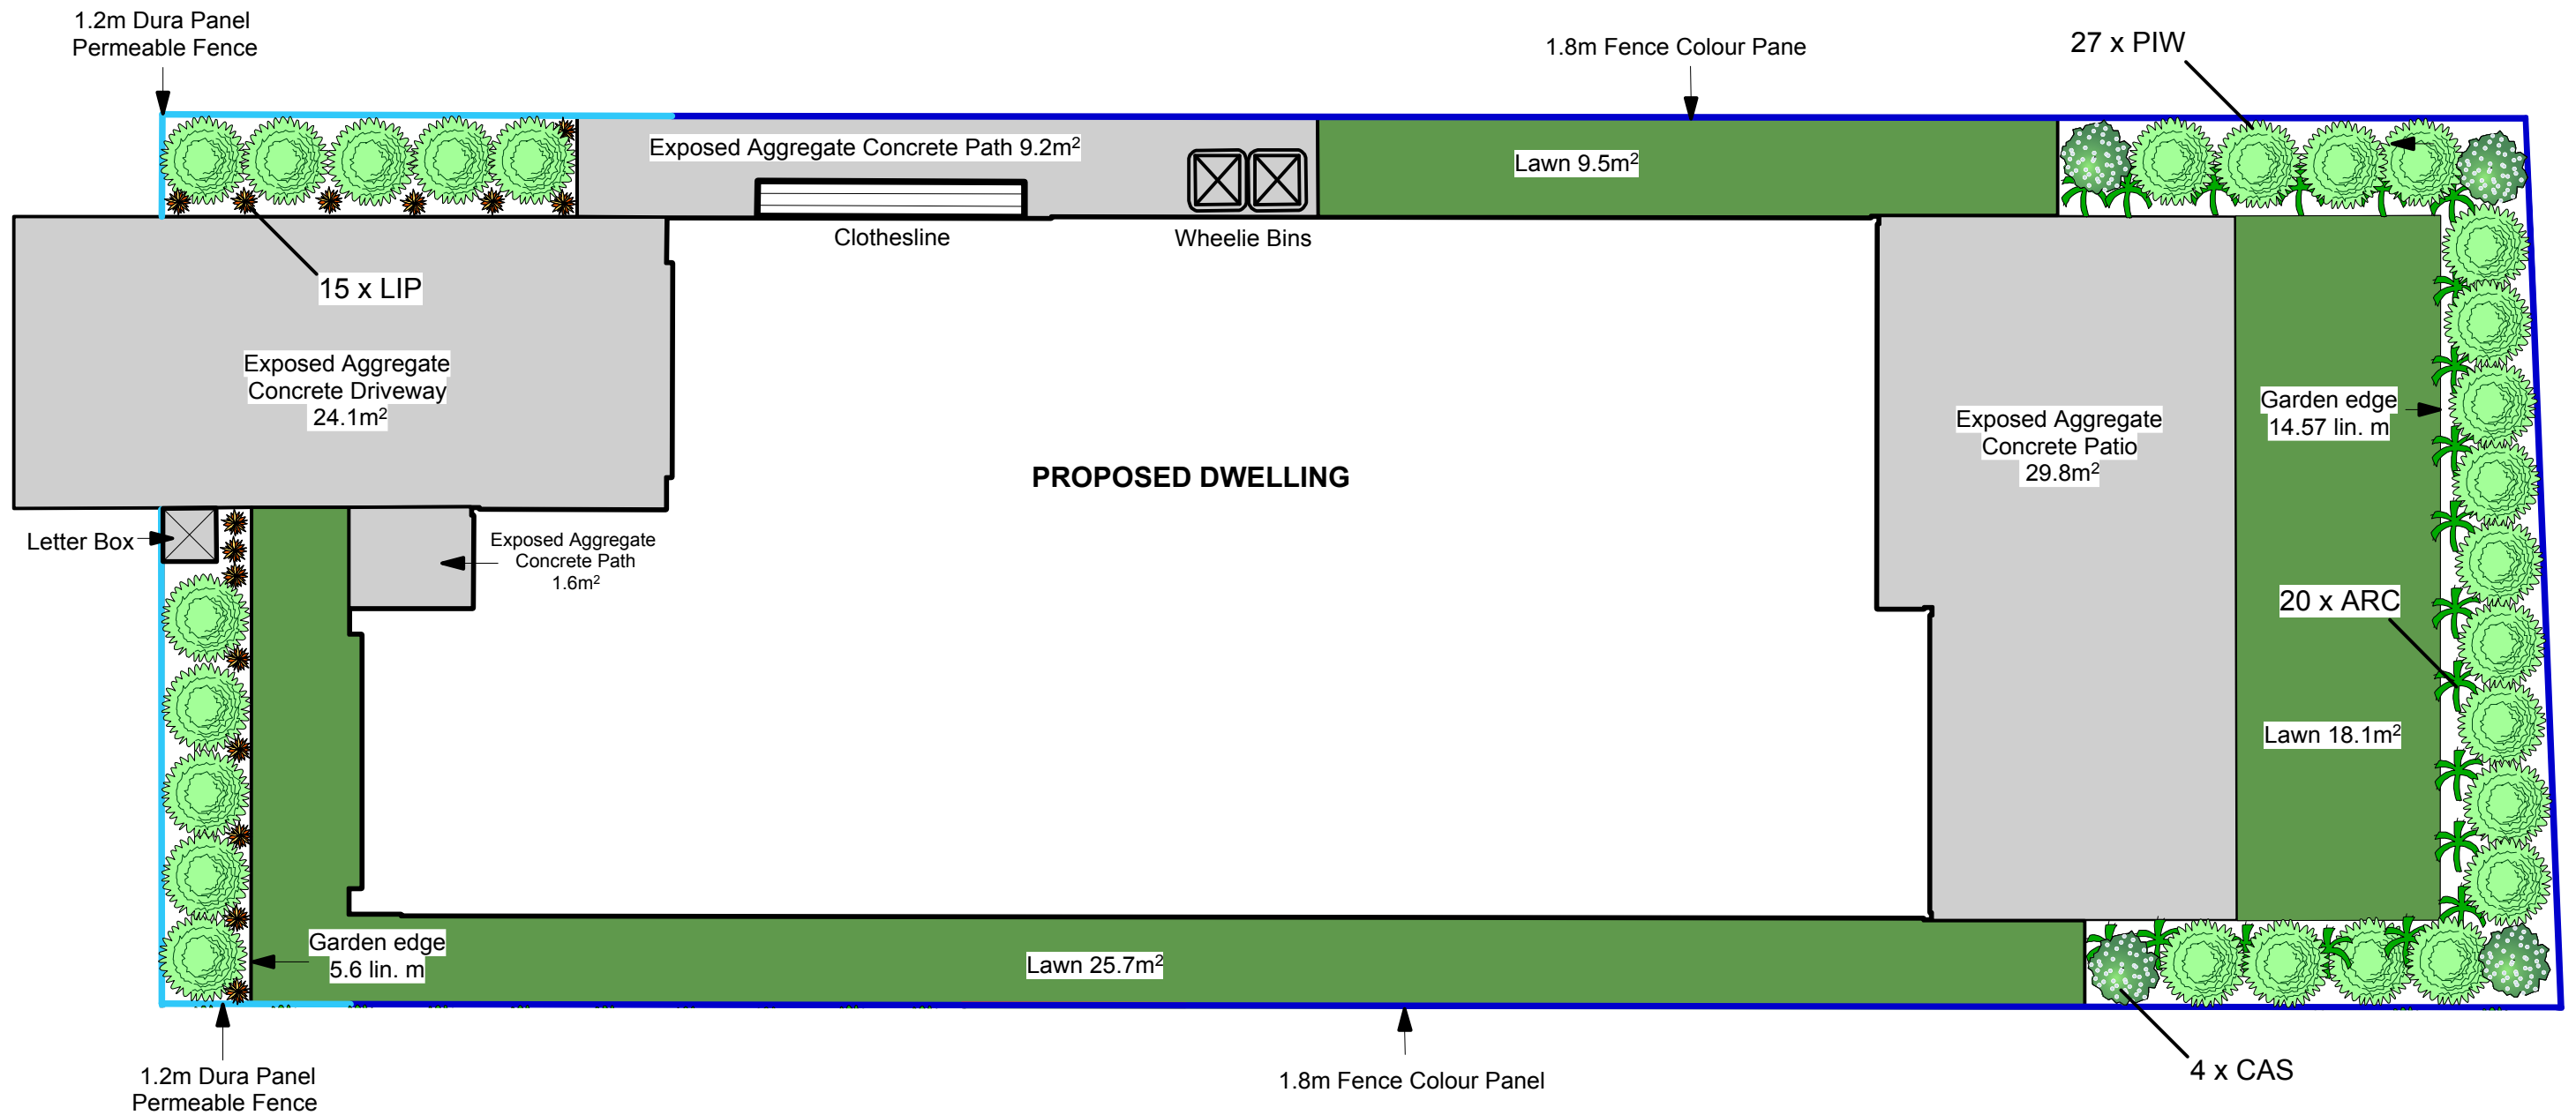 1.2m Dura Panel
Permeable Fence
1.8m Fence Colour Pane
27 x PIW
Exposed Aggregate Concrete Path 9.2m²
Lawn 9.5m²
Clothesline
Wheelie Bins
15 x LIP
Exposed Aggregate
Concrete Driveway
24.1m²
Garden edge
14.57 lin. m
Exposed Aggregate
Concrete Patio
29.8m²
PROPOSED DWELLING
Letter Box
Exposed Aggregate
Concrete Path
1.6m²
20 x ARC
Lawn 18.1m²
Garden edge
5.6 lin. m
Lawn 25.7m²
1.2m Dura Panel
Permeable Fence
1.8m Fence Colour Panel
4 x CAS